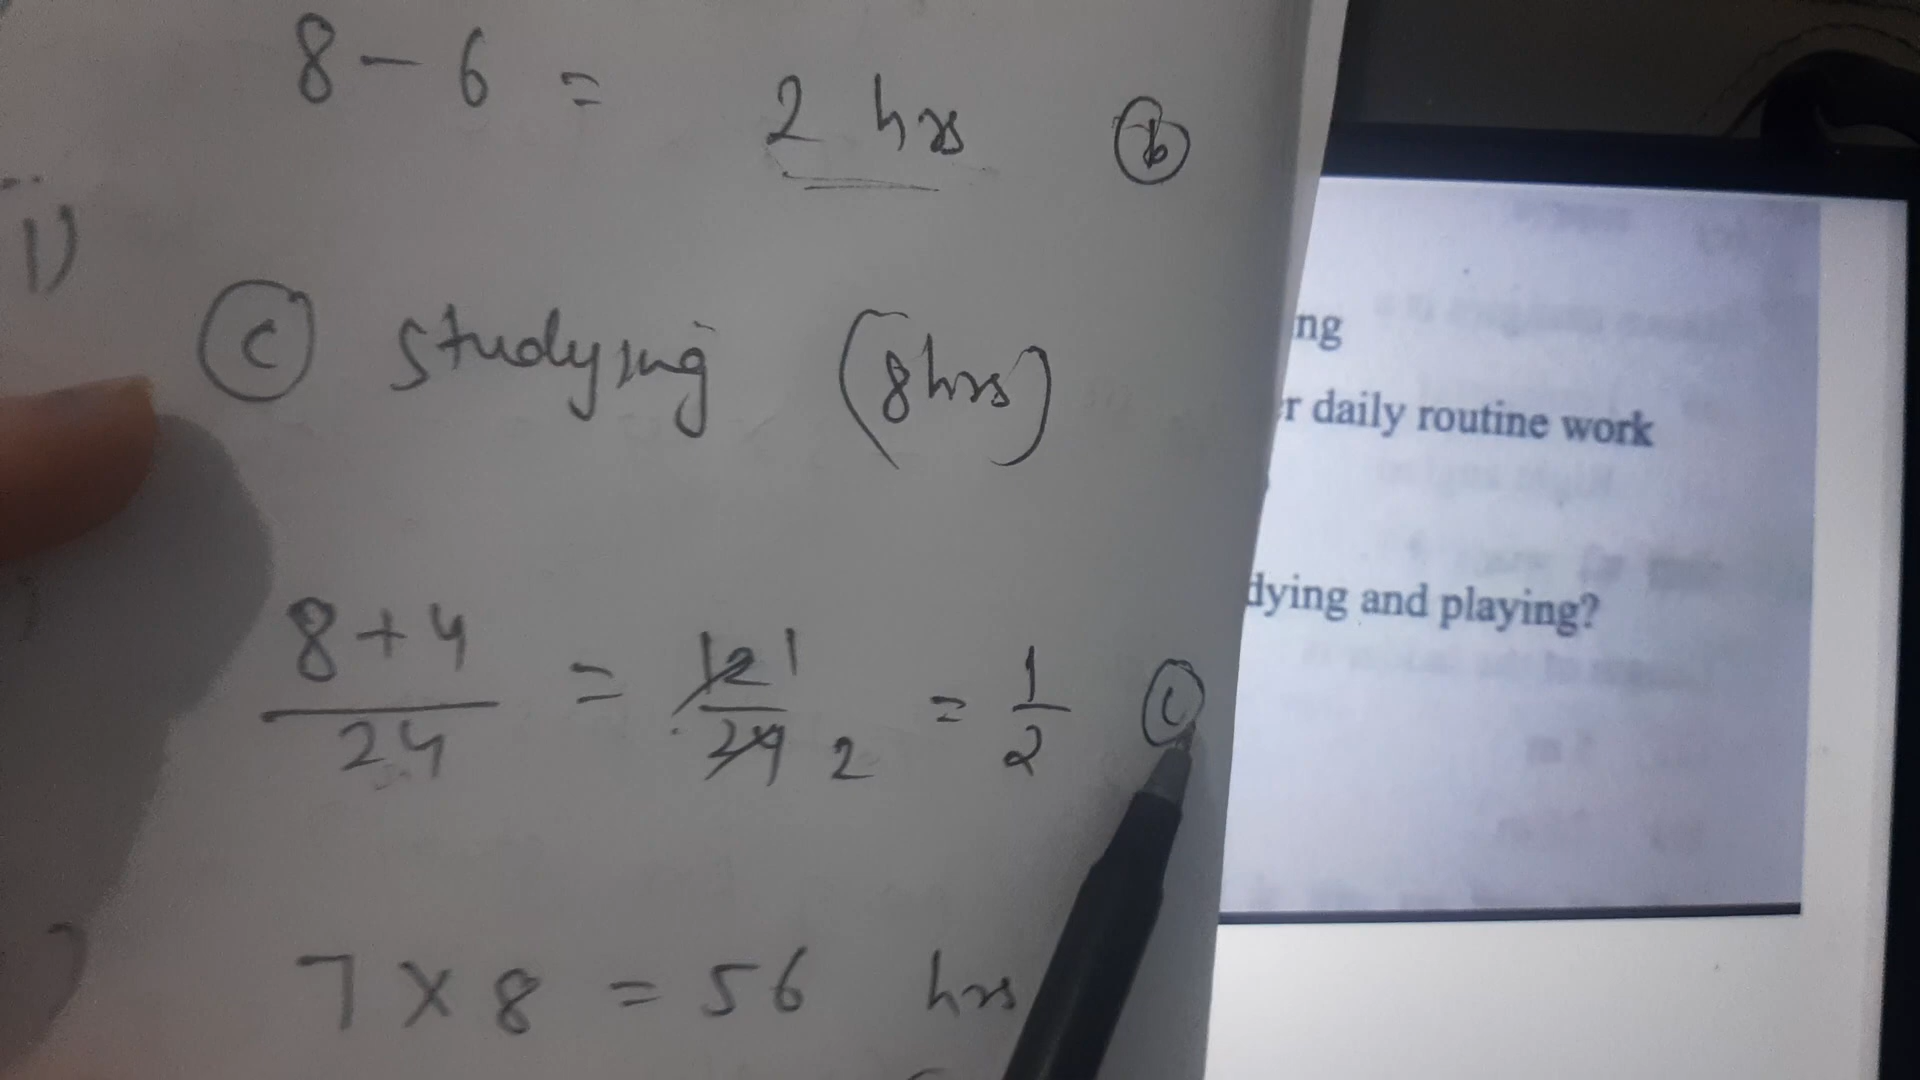 8 - 6 = 2 hrs (b)
i)
(c) studying (8hrs)
8+4/24 = 12 1/24 2 = 1/2 (c)
7 × 8 = 56 hrs
ng
r daily routine work
dying and playing?